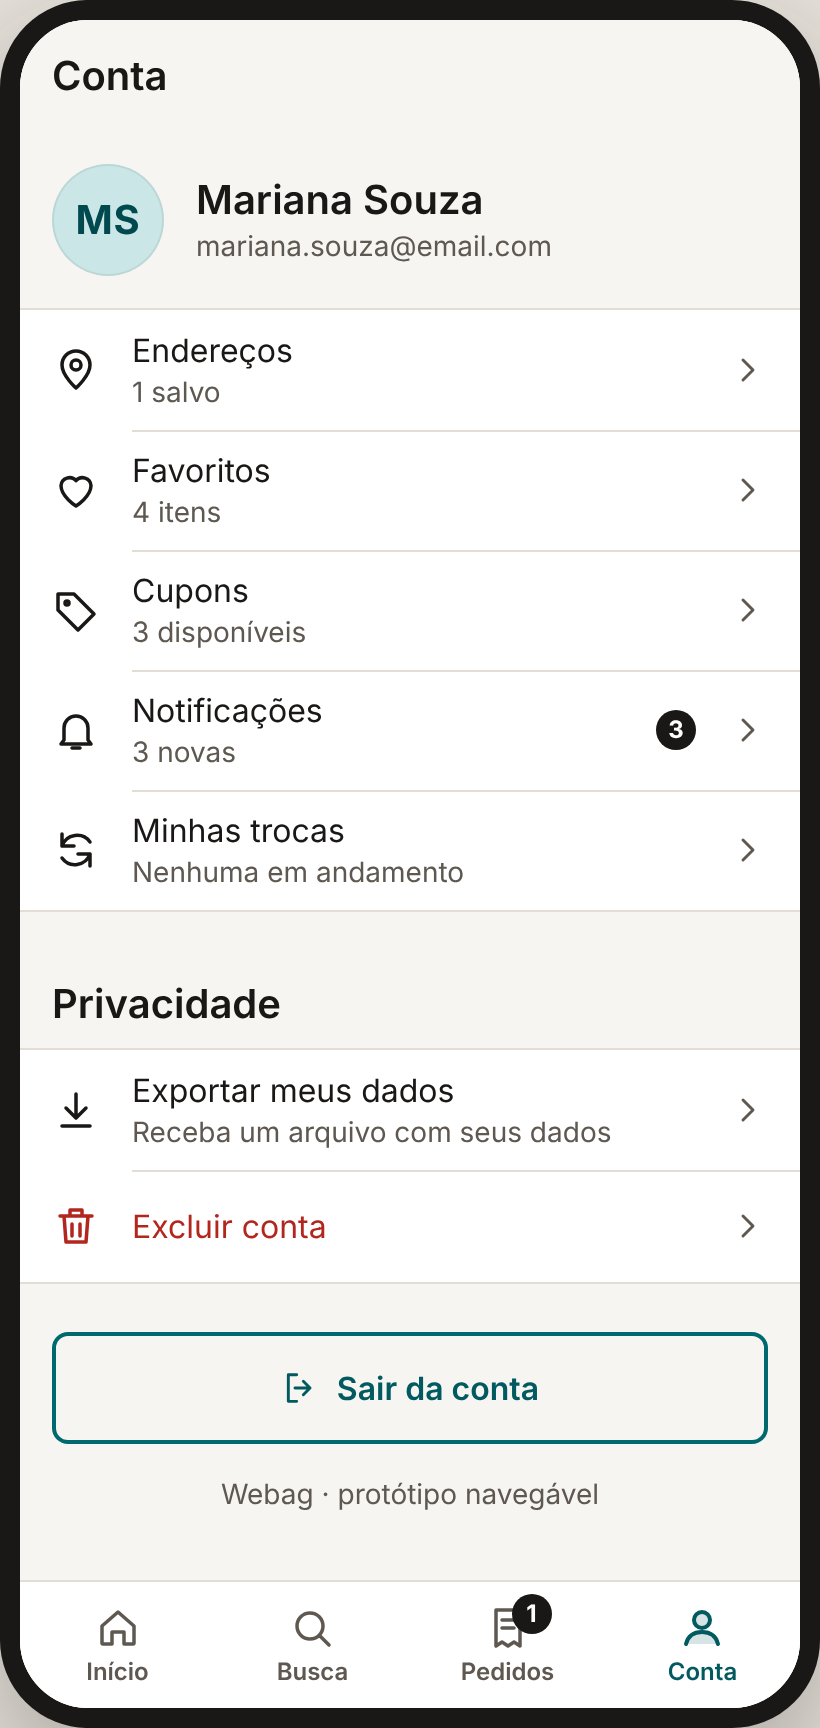 Conta
MS
Mariana Souza
mariana.souza@email.com
Endereços
1 salvo
Favoritos
4 itens
Cupons
3 disponíveis
Notificações
3 novas
3
Minhas trocas
Nenhuma em andamento
Privacidade
Exportar meus dados
Receba um arquivo com seus dados
Excluir conta
Sair da conta
Webag · protótipo navegável
1
Início
Busca
Pedidos
Conta